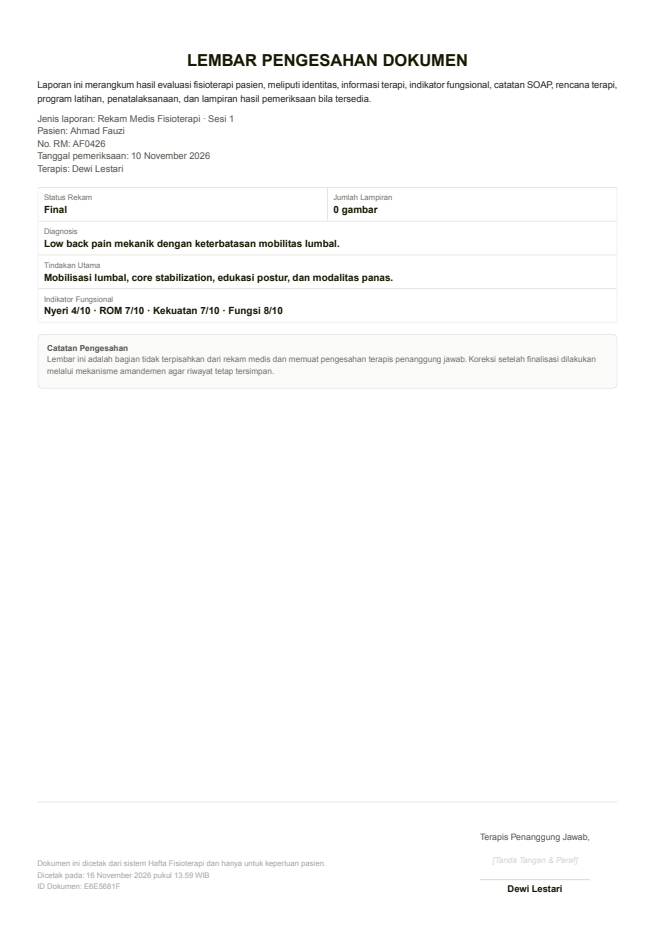 LEMBAR PENGESAHAN DOKUMEN
Laporan ini merangkum hasil evaluasi fisioterapi pasien, meliputi identitas, informasi terapi, indikator fungsional, catatan SOAP, rencana terapi,
program latihan, penatalaksanaan, dan lampiran hasil pemeriksaan bila tersedia.
Jenis laporan: Rekam Medis Fisioterapi · Sesi 1
Pasien: Ahmad Fauzi
No. RM: AF0426
Tanggal pemeriksaan: 10 November 2026
Terapis: Dewi Lestari
Status Rekam
Final
Jumlah Lampiran
0 gambar
Diagnosis
Low back pain mekanik dengan keterbatasan mobilitas lumbal.
Tindakan Utama
Mobilisasi lumbal, core stabilization, edukasi postur, dan modalitas panas.
Indikator Fungsional
Nyeri 4/10 · ROM 7/10 · Kekuatan 7/10 · Fungsi 8/10
Catatan Pengesahan
Lembar ini adalah bagian tidak terpisahkan dari rekam medis dan memuat pengesahan terapis penanggung jawab. Koreksi setelah finalisasi dilakukan
melalui mekanisme amandemen agar riwayat tetap tersimpan.
Terapis Penanggung Jawab,
[Tanda Tangan & Paraf]
Dewi Lestari
Dokumen ini dicetak dari sistem Hafta Fisioterapi dan hanya untuk keperluan pasien.
Dicetak pada: 16 November 2026 pukul 13.59 WIB
ID Dokumen: E6E5681F